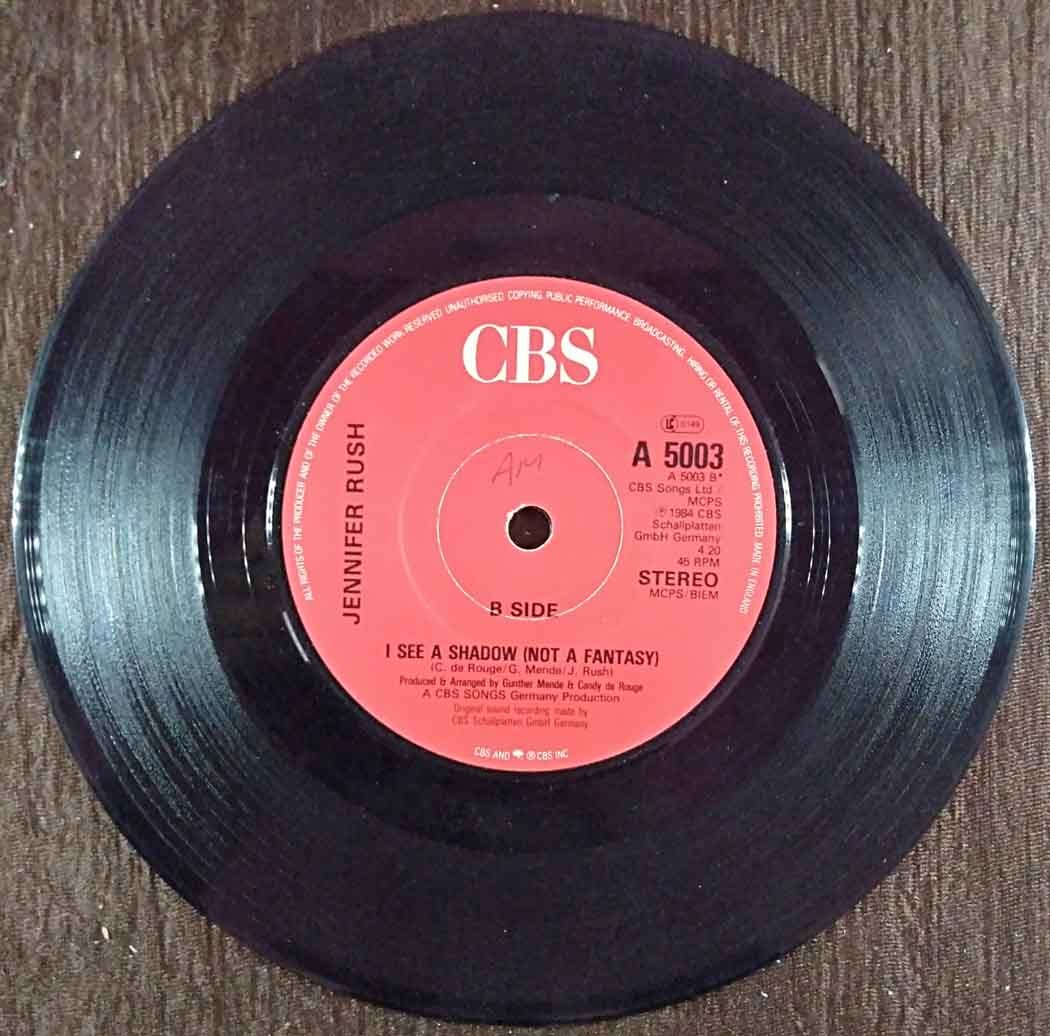 ALL RIGHTS OF THE PRODUCER AND OF THE OWNER OF THE RECORDED WORK RESERVED UNAUTHORISED COPYING PUBLIC PERFORMANCE BROADCASTING, HIRING OR RENTAL OF THIS RECORDING PROHIBITED MADE IN ENGLAND
CBS
JENNIFER RUSH
LC 0149
A 5003
A 5003 B*
CBS Songs Ltd /
MCPS
℗ 1984 CBS
Schallplatten
GmbH Germany
4.20
45 RPM
STEREO
MCPS/BIEM
AM
B SIDE
I SEE A SHADOW (NOT A FANTASY)
(C. de Rouge/G. Mende/J. Rush)
Produced & Arranged by Gunther Mende & Candy de Rouge
A CBS SONGS Germany Production
Original sound recording made by
CBS Schallplatten GmbH Germany
CBS AND ® CBS INC